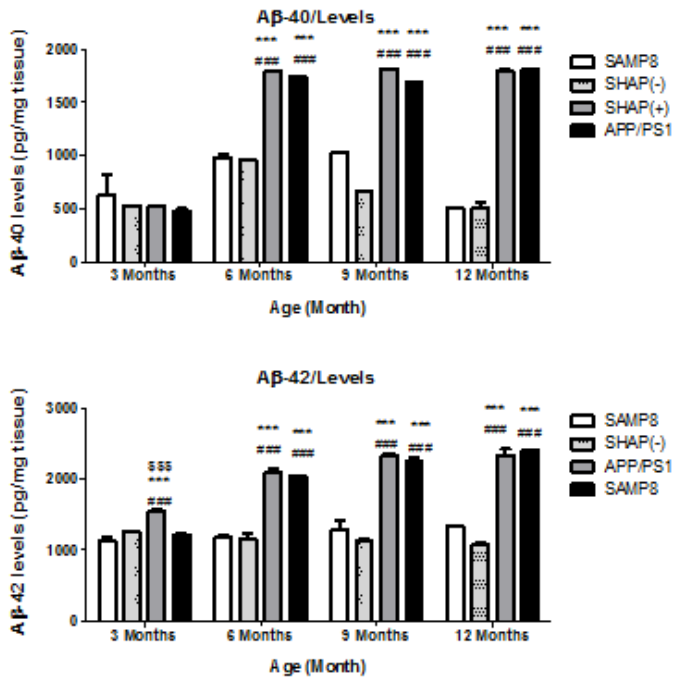 Aβ-40/Levels
Aβ-40 levels (pg/mg tissue)
2000
1500
1000
500
0
*** *** *** *** *** ***
### ### ### ### ### ###
3 Months 6 Months 9 Months 12 Months
Age (Month)
SAMP8
SHAP(-)
SHAP(+)
APP/PS1
Aβ-42/Levels
Aβ-42 levels (pg/mg tissue)
3000
2000
1000
0
$$$
***
###
*** *** *** *** *** ***
### ### ### ### ### ###
3 Months 6 Months 9 Months 12 Months
Age (Month)
SAMP8
SHAP(-)
APP/PS1
SAMP8